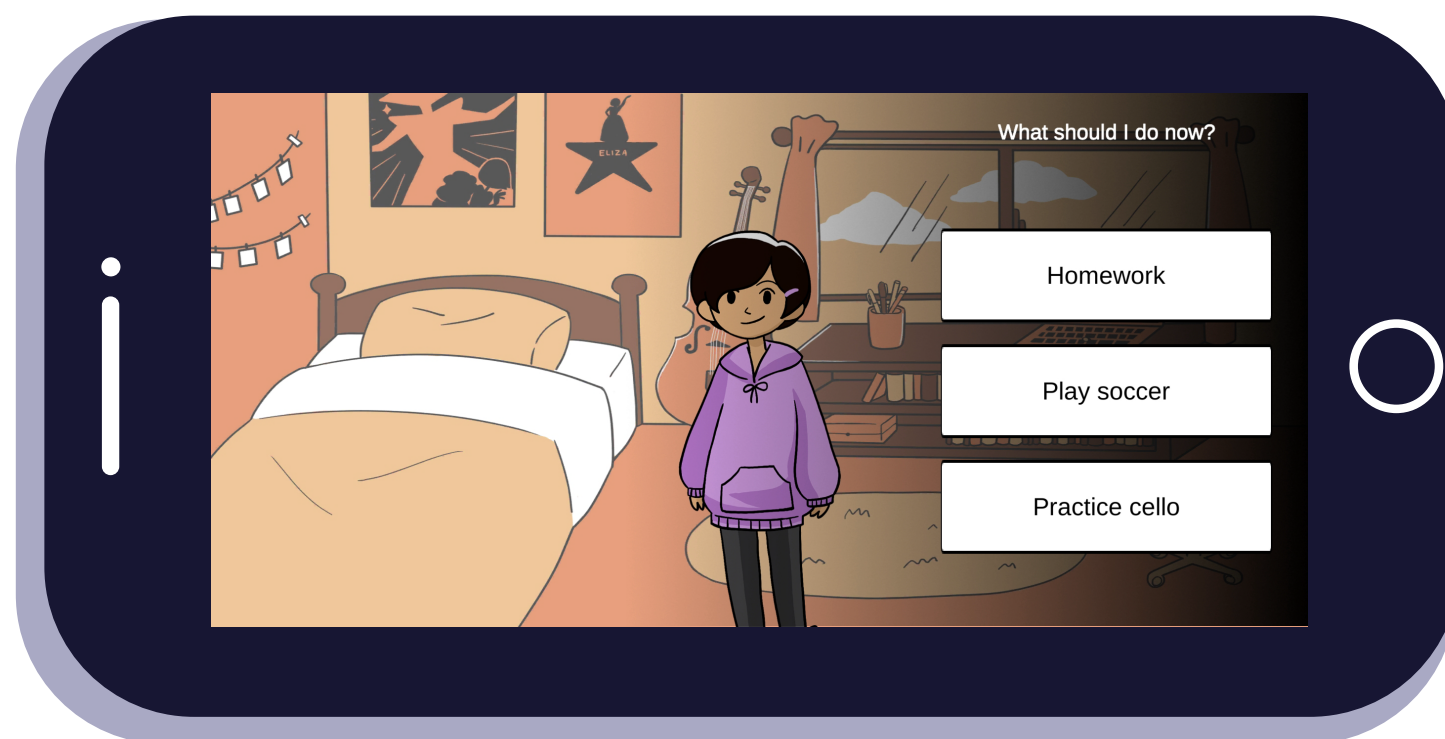 ELIZA
What should I do now?
Homework
Play soccer
Practice cello